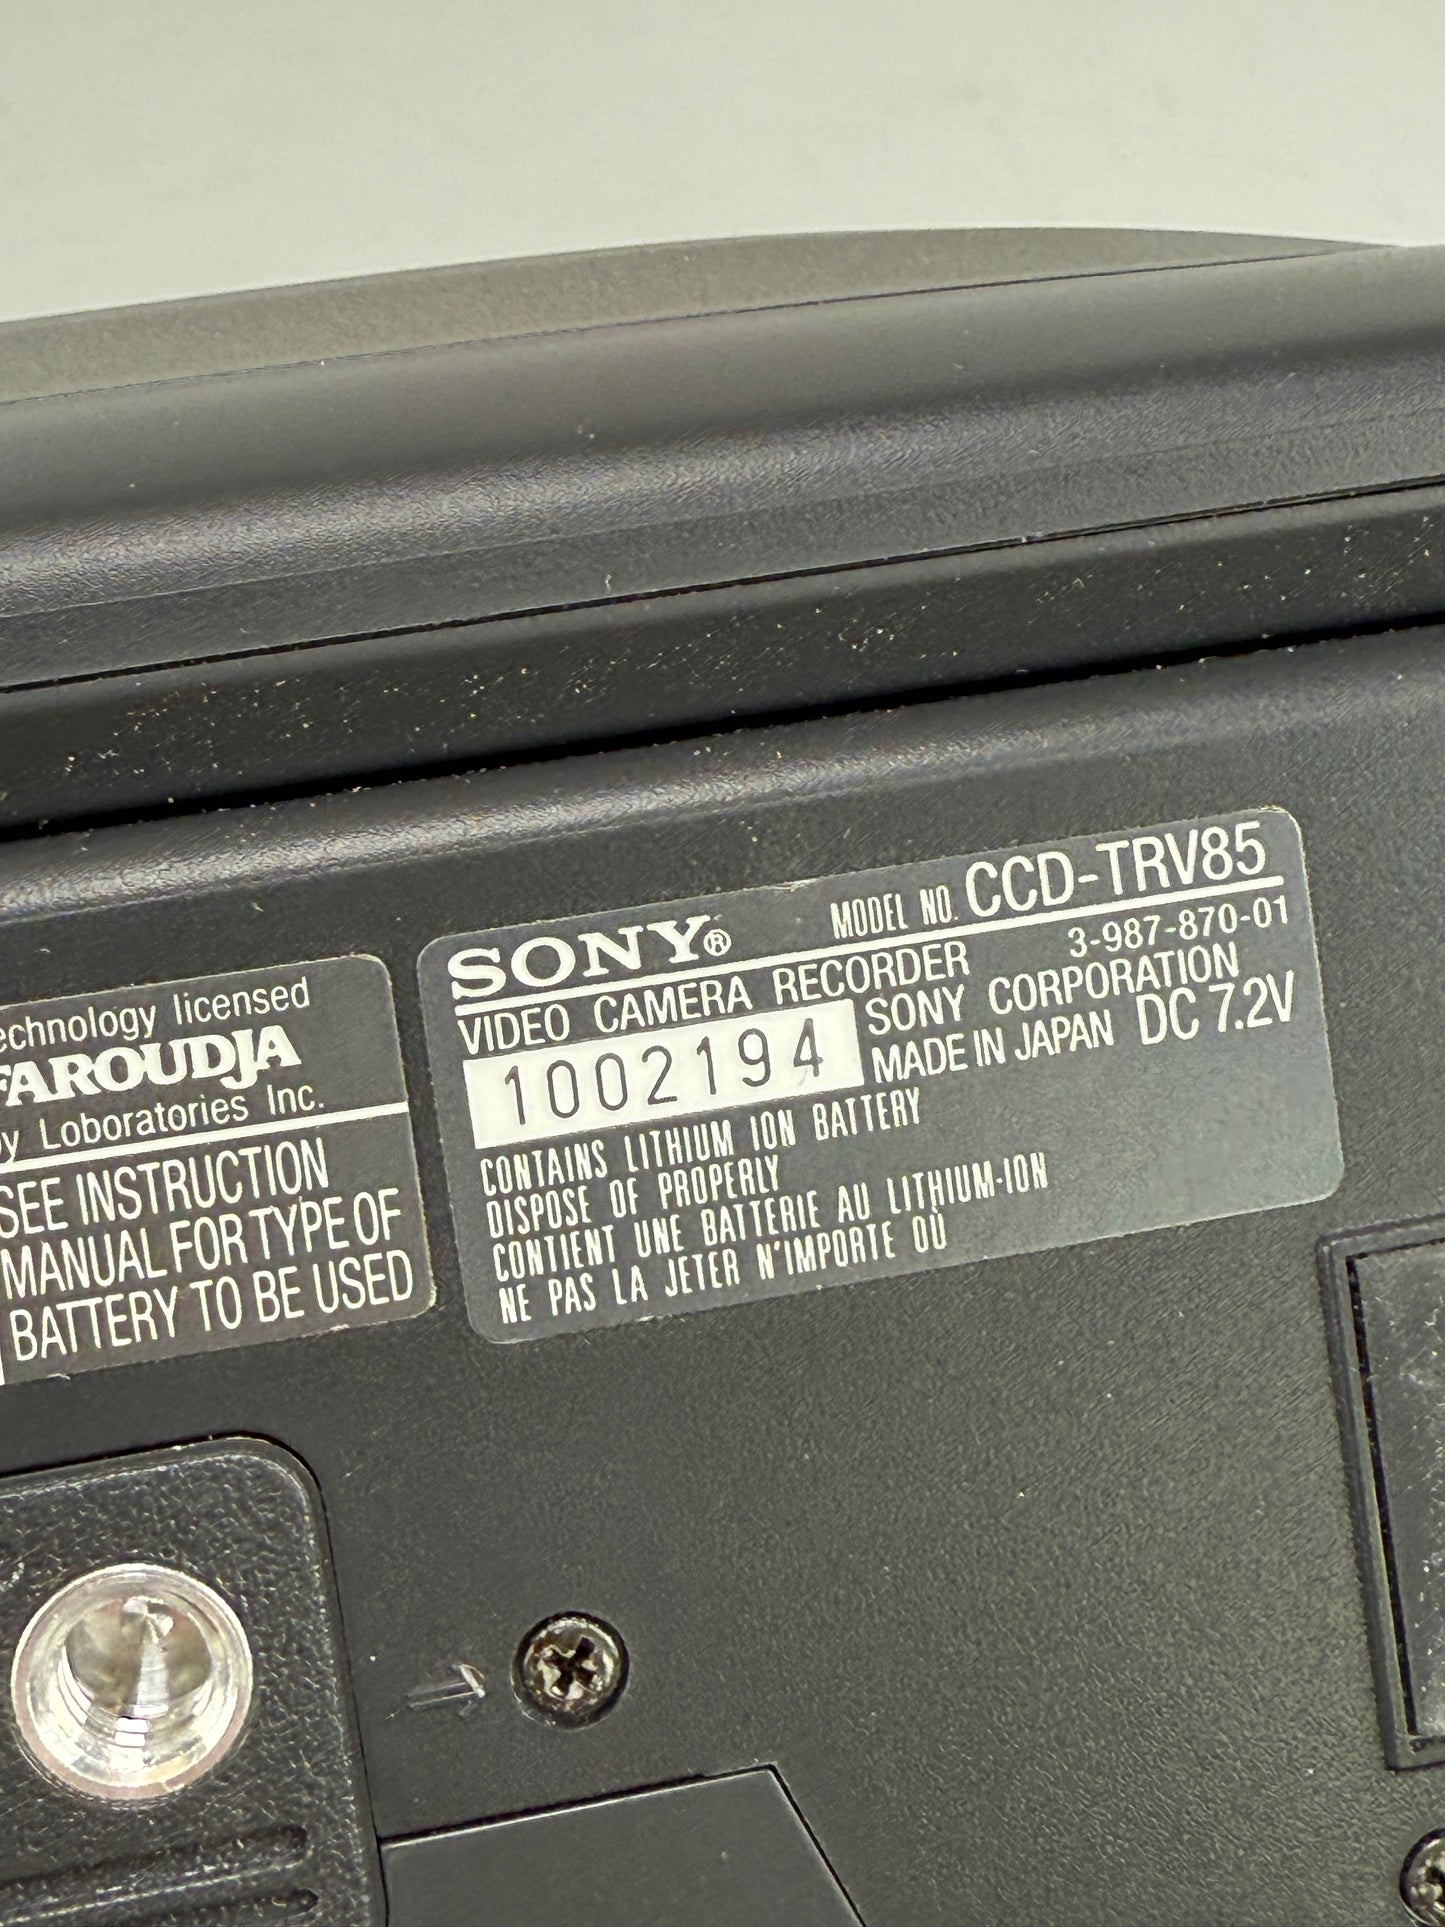 technology licensed
FAROUDJA
by Loboratories Inc.
SEE INSTRUCTION
MANUAL FOR TYPE OF
BATTERY TO BE USED
SONY® MODEL NO. CCD-TRV85
VIDEO CAMERA RECORDER 3-987-870-01
SONY CORPORATION
1002194 MADE IN JAPAN DC 7.2V
CONTAINS LITHIUM ION BATTERY
DISPOSE OF PROPERLY
CONTIENT UNE BATTERIE AU LITHIUM-ION
NE PAS LA JETER N'IMPORTE OÙ